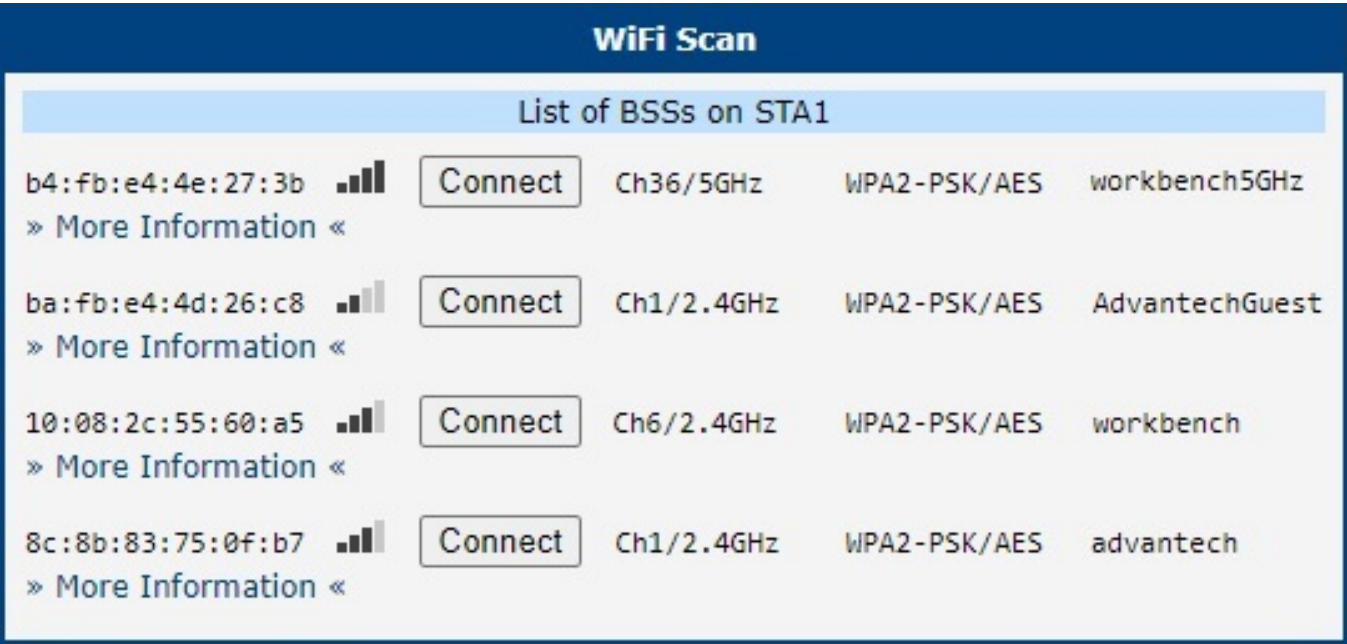 WiFi Scan
List of BSSs on STA1
b4:fb:e4:4e:27:3b Connect Ch36/5GHz WPA2-PSK/AES workbench5GHz
» More Information «
ba:fb:e4:4d:26:c8 Connect Ch1/2.4GHz WPA2-PSK/AES AdvantechGuest
» More Information «
10:08:2c:55:60:a5 Connect Ch6/2.4GHz WPA2-PSK/AES workbench
» More Information «
8c:8b:83:75:0f:b7 Connect Ch1/2.4GHz WPA2-PSK/AES advantech
» More Information «